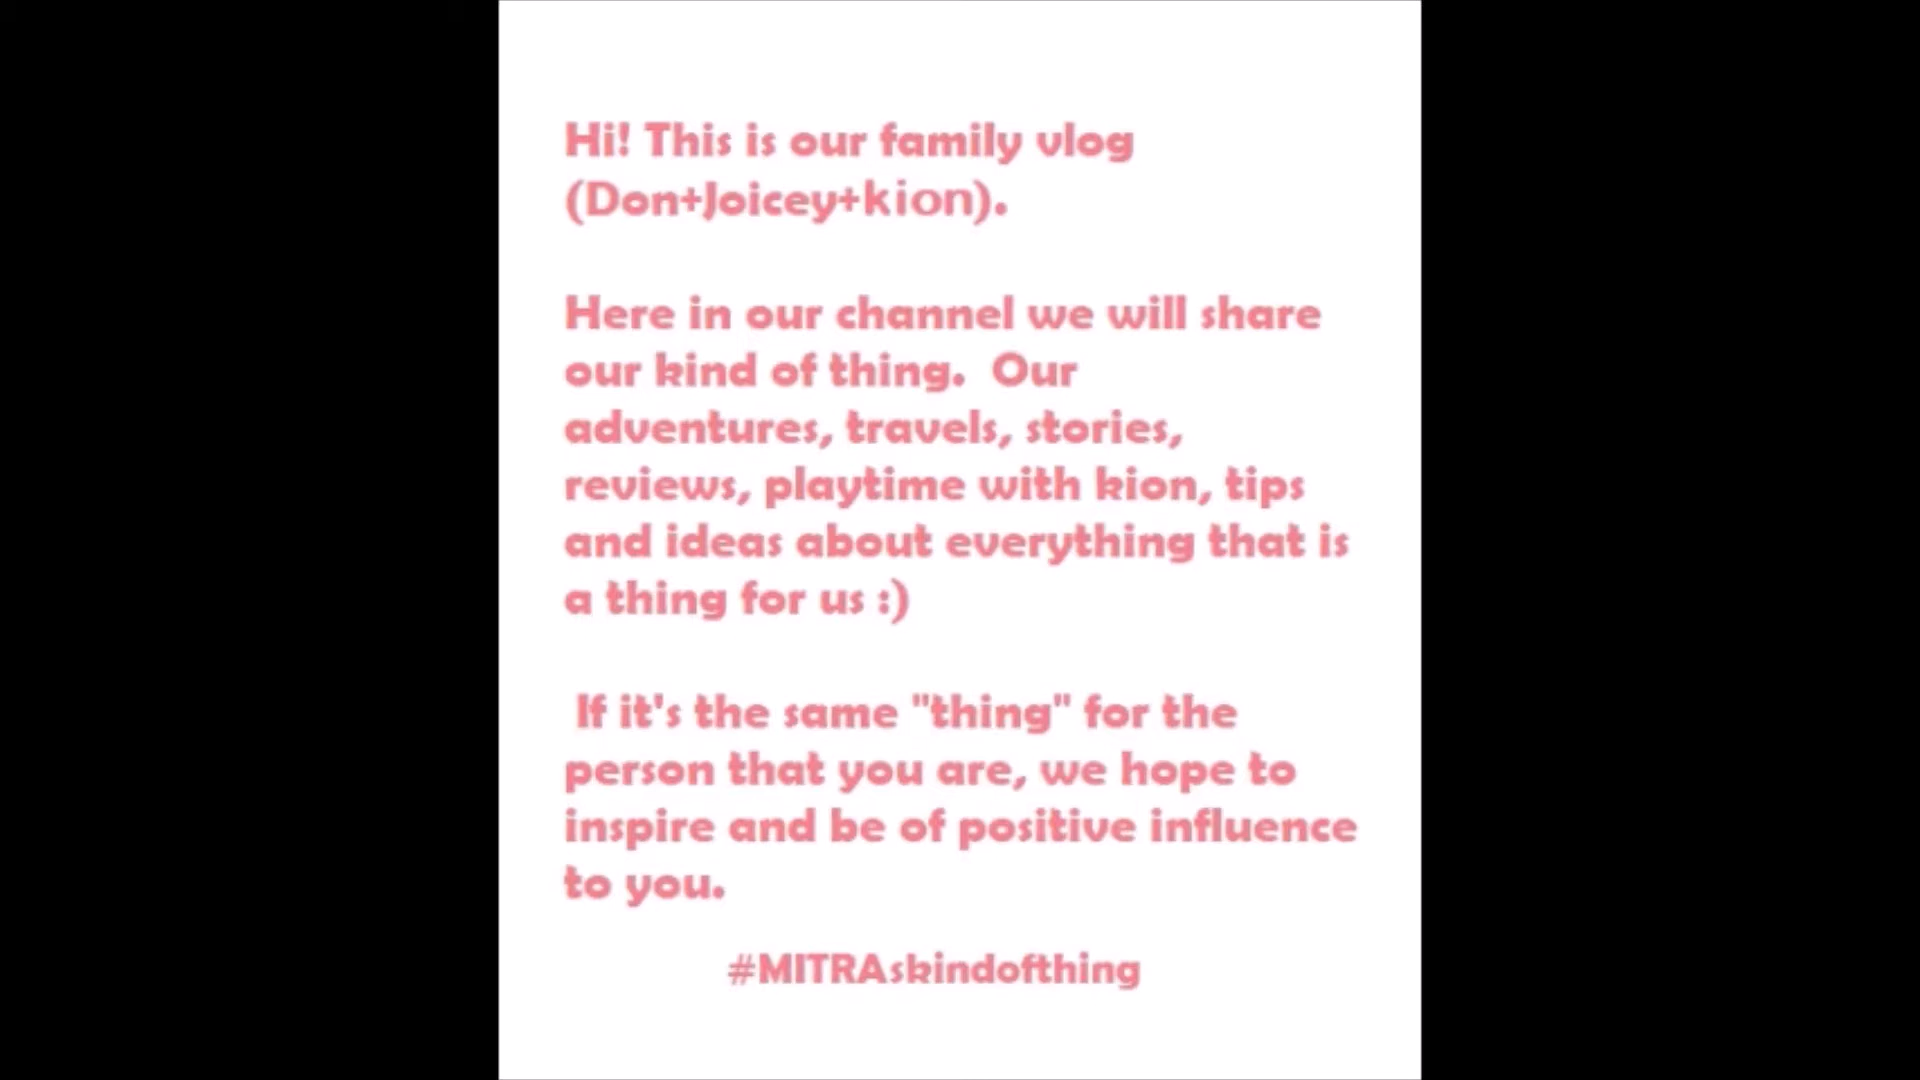 Hi! This is our family vlog
(Don+Joicey+kion).
Here in our channel we will share
our kind of thing.  Our
adventures, travels, stories,
reviews, playtime with kion, tips
and ideas about everything that is
a thing for us :)
If it's the same "thing" for the
person that you are, we hope to
inspire and be of positive influence
to you.
#MITRAskindofthing